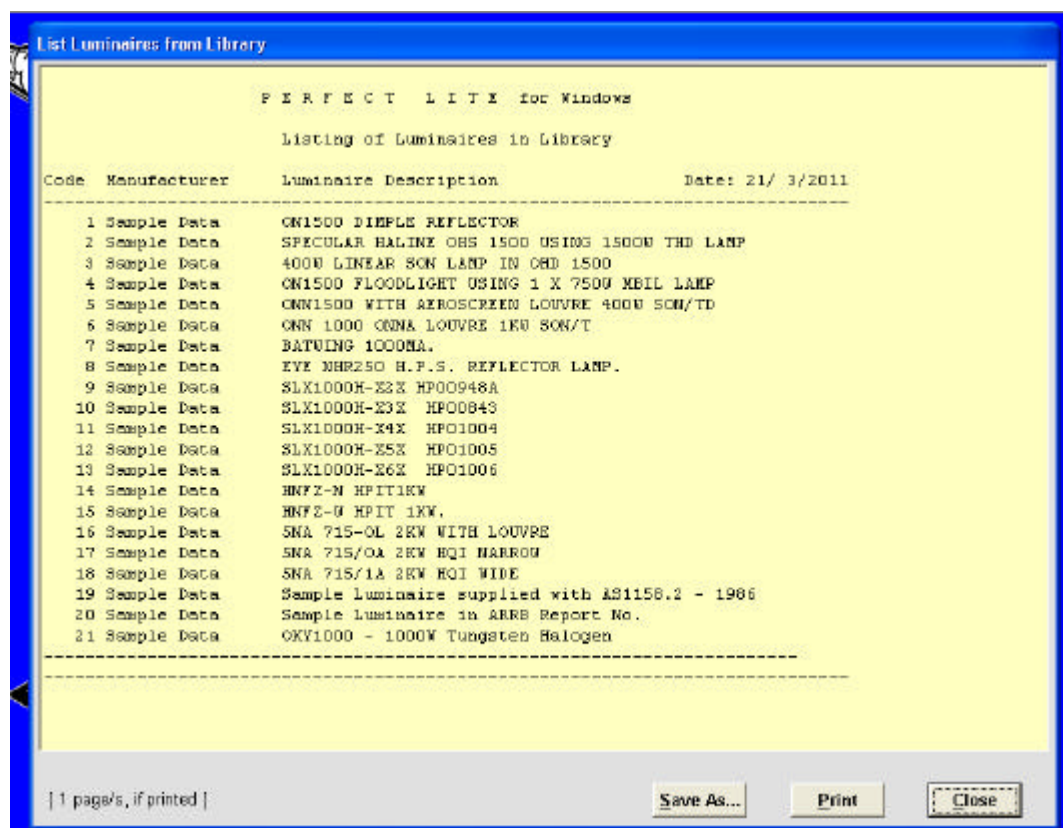 List Luminaires from Library
P E R F E C T   L I T E  for Windows
Listing of Luminaires in Library
Code  Manufacturer  Luminaire Description  Date: 21/ 3/2011
1 Sample Data  ON1500 DIMPLE REFLECTOR
2 Sample Data  SPECULAR HALINE OHS 1500 USING 1500W THD LAMP
3 Sample Data  400W LINEAR SON LAMP IN OHD 1500
4 Sample Data  ON1500 FLOODLIGHT USING 1 X 750W MBIL LAMP
5 Sample Data  ONN1500 WITH AEROSCREEN LOUVRE 400W SON/TD
6 Sample Data  ONN 1000 ONNA LOUVRE 1KW SON/T
7 Sample Data  BATWING 1000MA.
8 Sample Data  EYE NHR250 H.P.S. REFLECTOR LAMP.
9 Sample Data  SLX1000H-X2X HPO0948A
10 Sample Data  SLX1000H-X3X  HPO0843
11 Sample Data  SLX1000H-X4X  HPO1004
12 Sample Data  SLX1000H-X5X  HPO1005
13 Sample Data  SLX1000H-X6X  HPO1006
14 Sample Data  HNFZ-N HPIT1KW
15 Sample Data  HNFZ-W HPIT 1KW.
16 Sample Data  5NA 715-OL 2KW WITH LOUVRE
17 Sample Data  5NA 715/OA 2KW HQI NARROW
18 Sample Data  5NA 715/1A 2KW HQI WIDE
19 Sample Data  Sample Luminaire supplied with AS1158.2 - 1986
20 Sample Data  Sample Luminaire in ARRB Report No.
21 Sample Data  OKY1000 - 1000W Tungsten Halogen
[ 1 page/s, if printed ]  Save As...  Print  Close